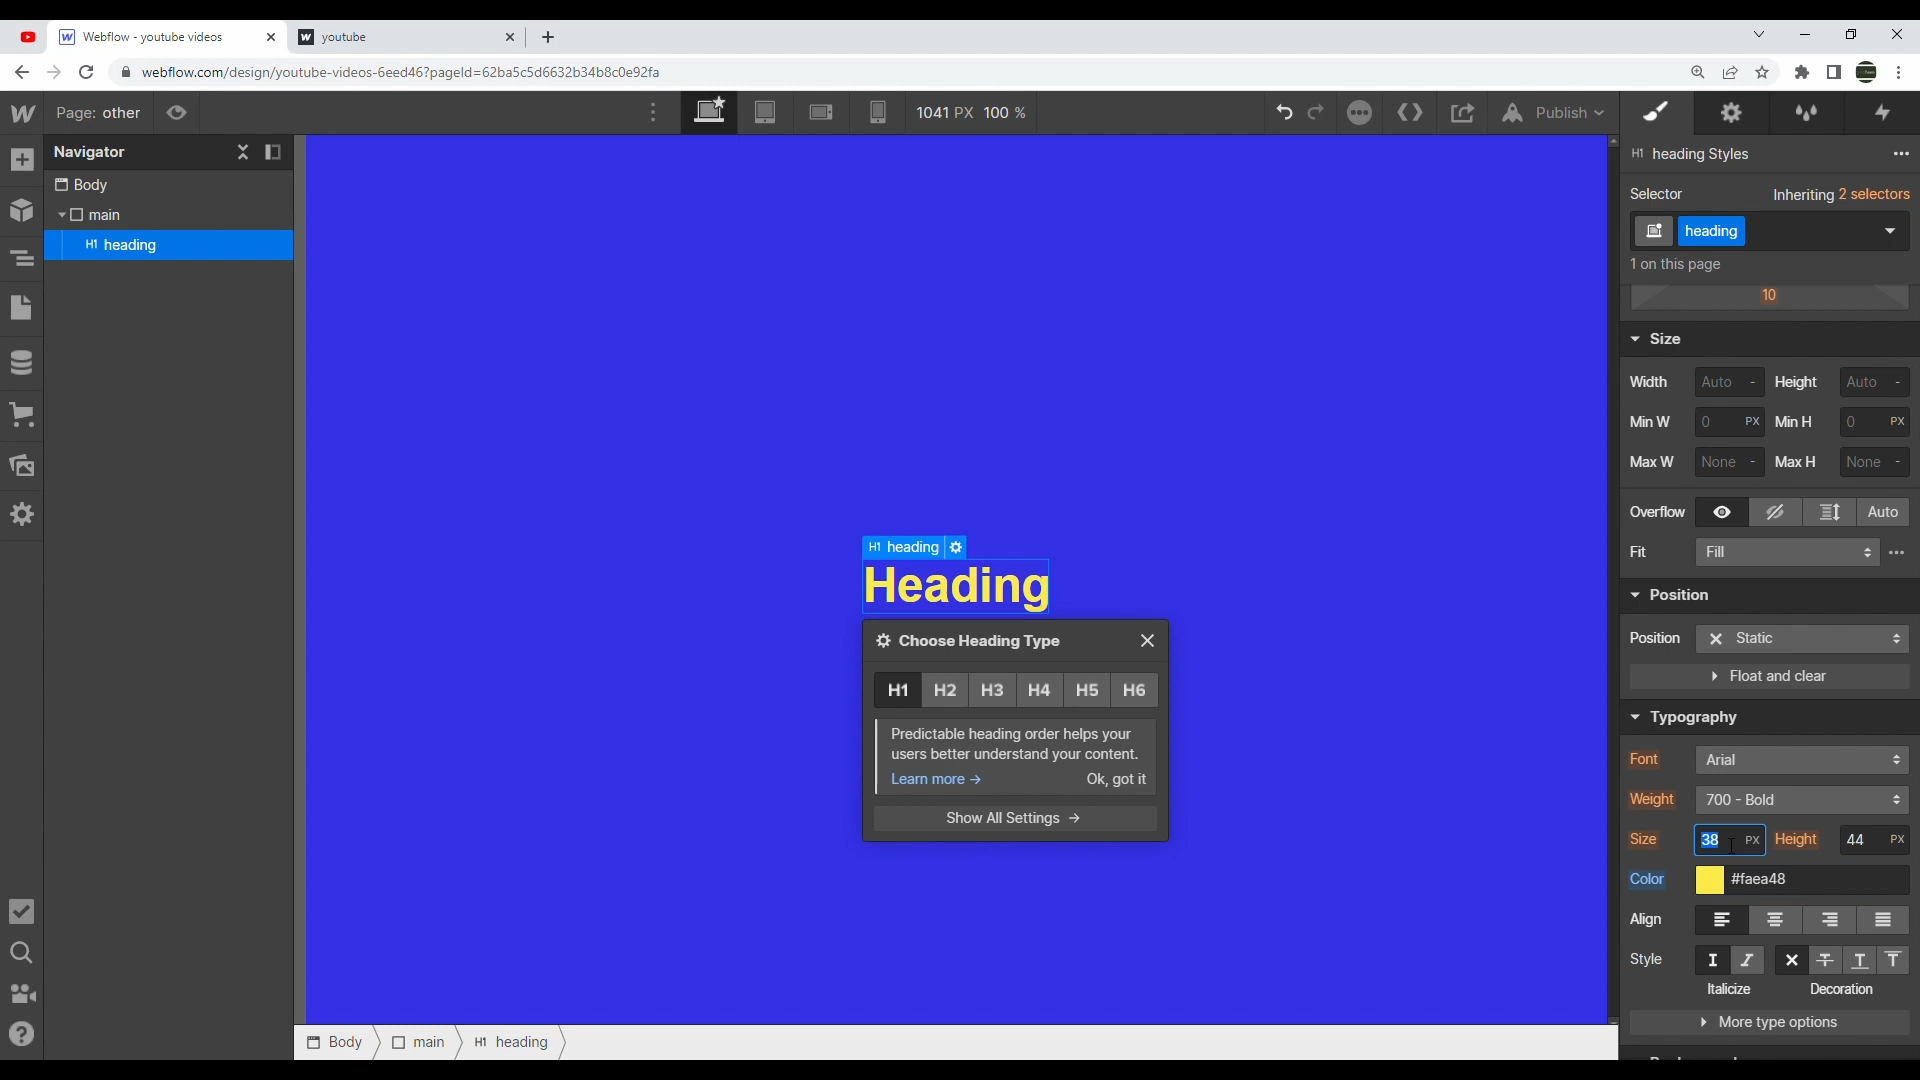 Webflow - youtube videos
youtube
webflow.com/design/youtube-videos-6eed46?pageId=62ba5c5d6632b34b8c0e92fa
Page: other
1041 PX 100 %
Publish
Navigator
Body
main
H1 heading
H1 heading Styles
Selector
Inheriting 2 selectors
heading
1 on this page
10
Size
Width Auto - Height Auto -
Min W 0 PX Min H 0 PX
Max W None - Max H None -
Overflow Auto
Fit Fill
Position
Position Static
Float and clear
Typography
Font Arial
Weight 700 - Bold
Size 38 PX Height 44 PX
Color #faea48
Align
Style
Italicize Decoration
More type options
H1 heading
Heading
Choose Heading Type
H1 H2 H3 H4 H5 H6
Predictable heading order helps your
users better understand your content.
Learn more → Ok, got it
Show All Settings →
Body main H1 heading